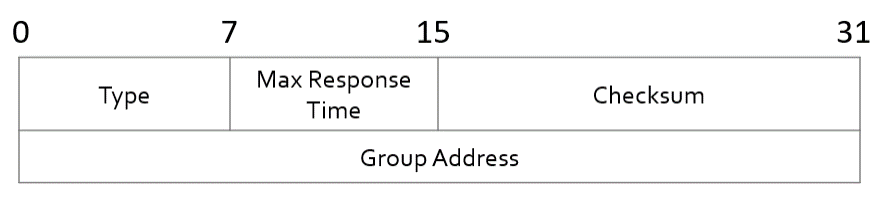 0 7 15 31
Type Max Response Time Checksum
Group Address